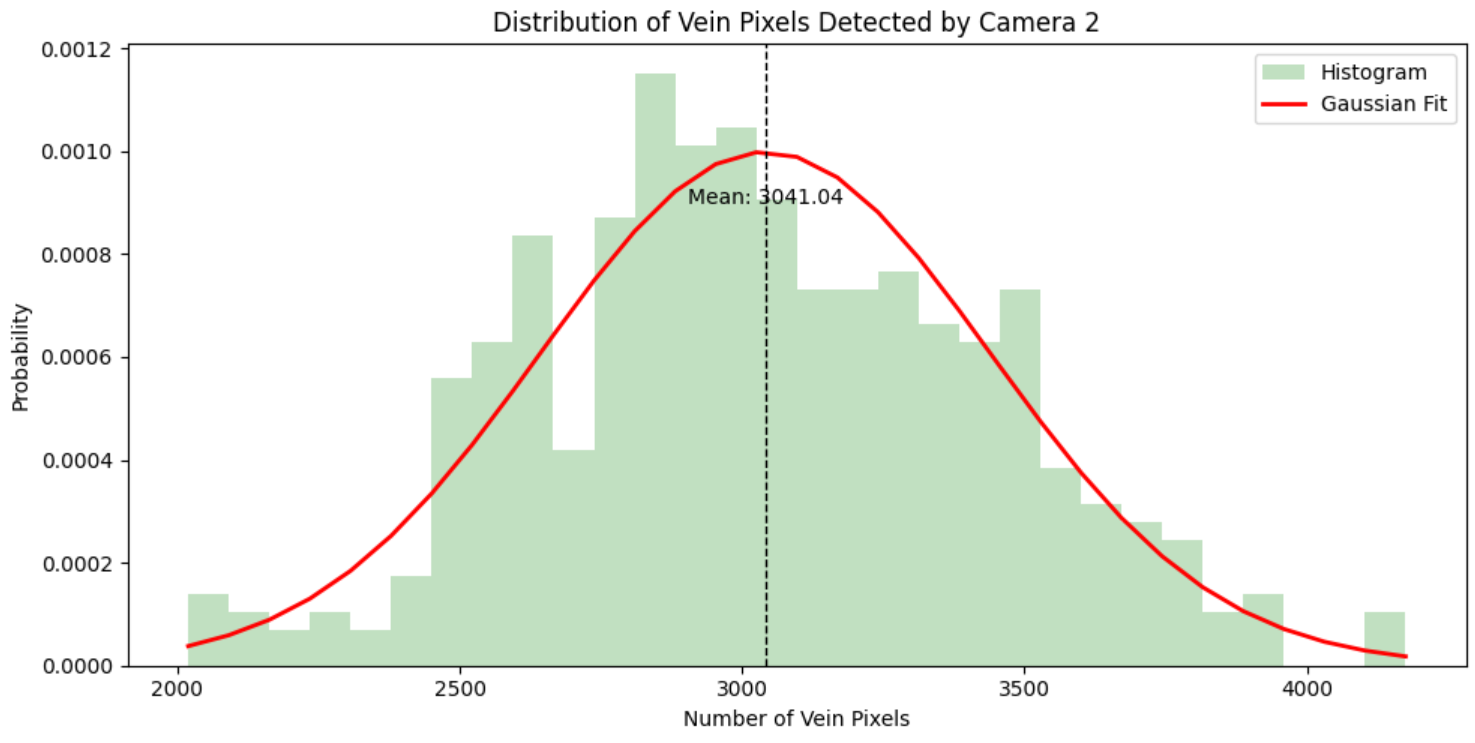 Distribution of Vein Pixels Detected by Camera 2
Histogram
Gaussian Fit
Mean: 3041.04
Probability
0.0012
0.0010
0.0008
0.0006
0.0004
0.0002
0.0000
2000 2500 3000 3500 4000
Number of Vein Pixels